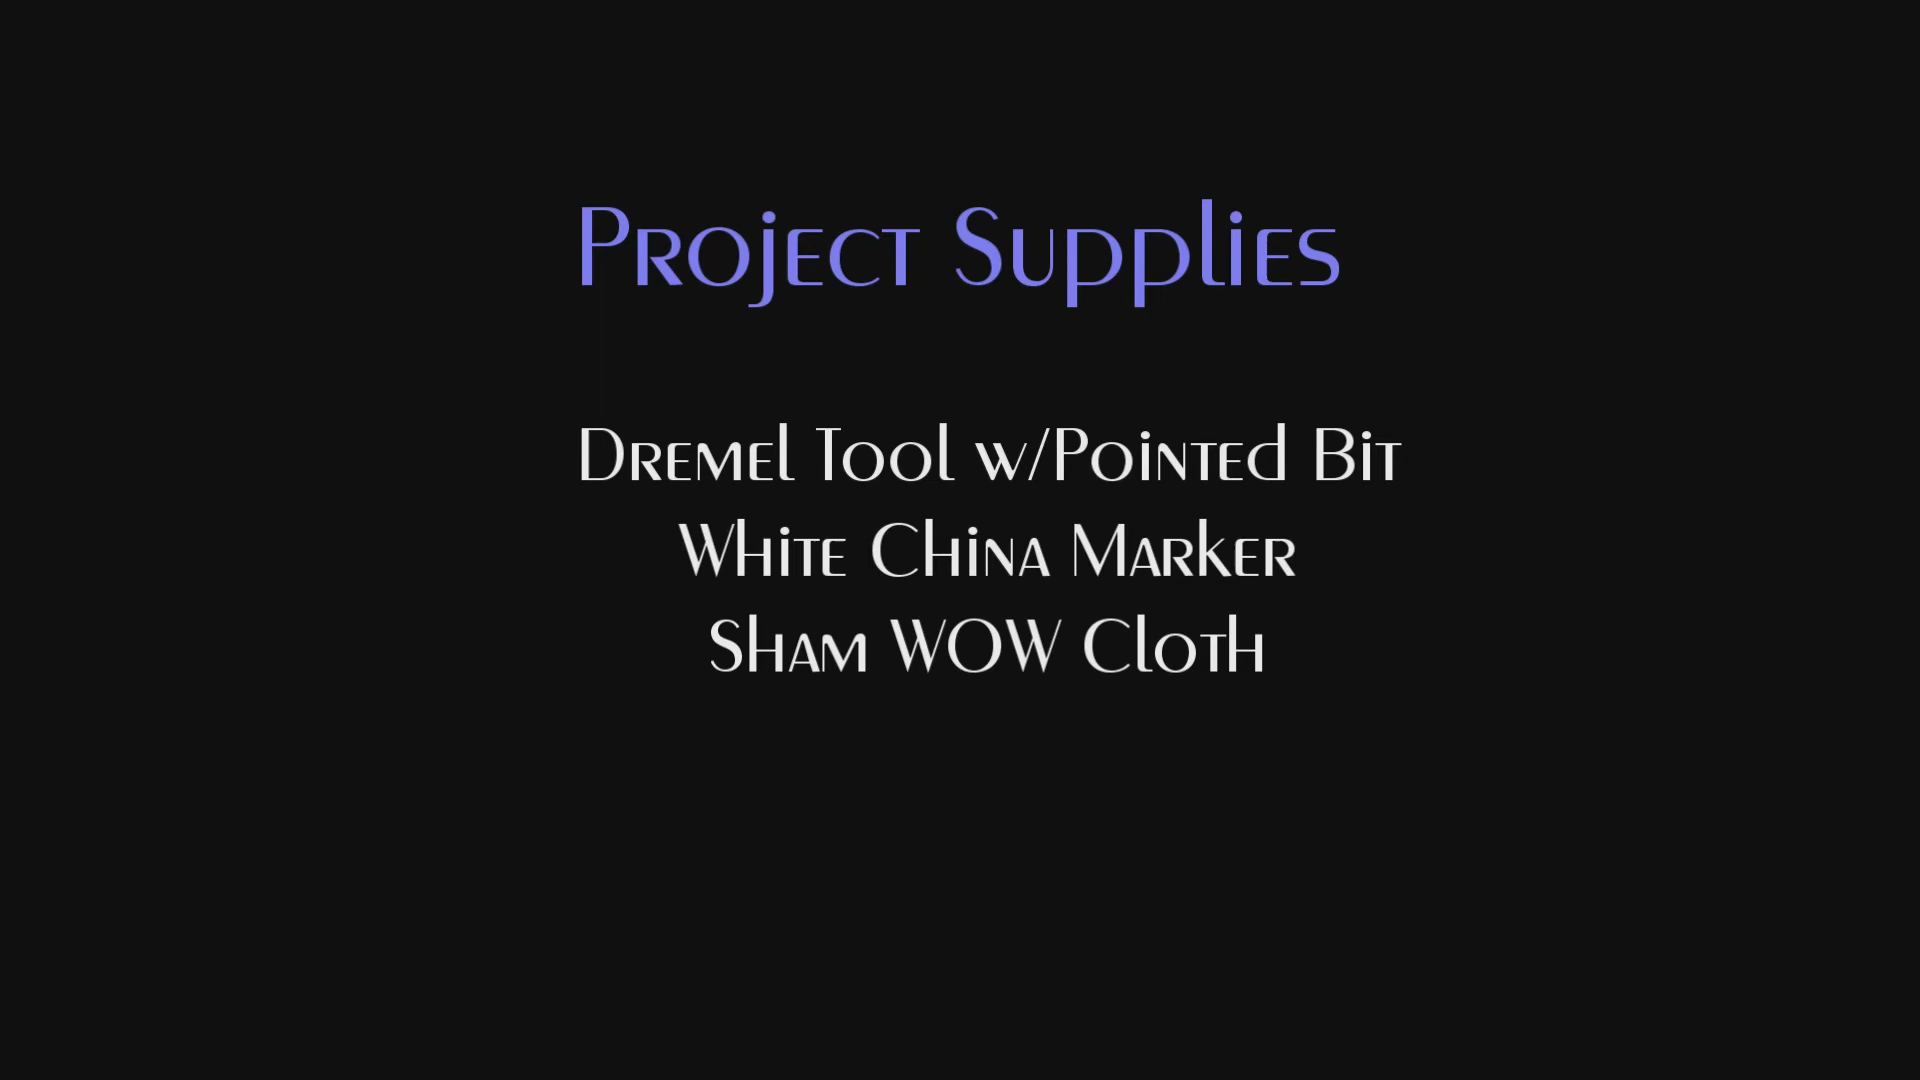 Project Supplies
Dremel Tool w/Pointed Bit
White China Marker
Sham WOW Cloth